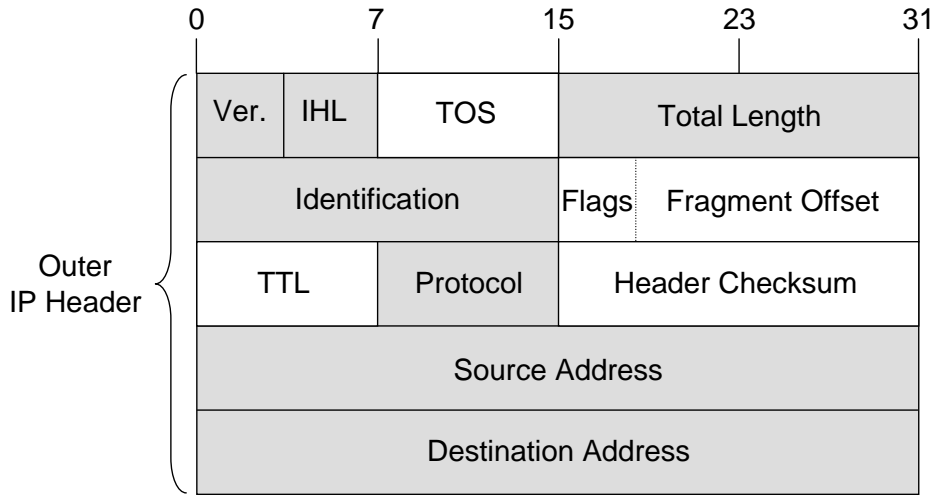 0 7 15 23 31
Ver. IHL TOS Total Length
Identification Flags Fragment Offset
Outer
IP Header
TTL Protocol Header Checksum
Source Address
Destination Address